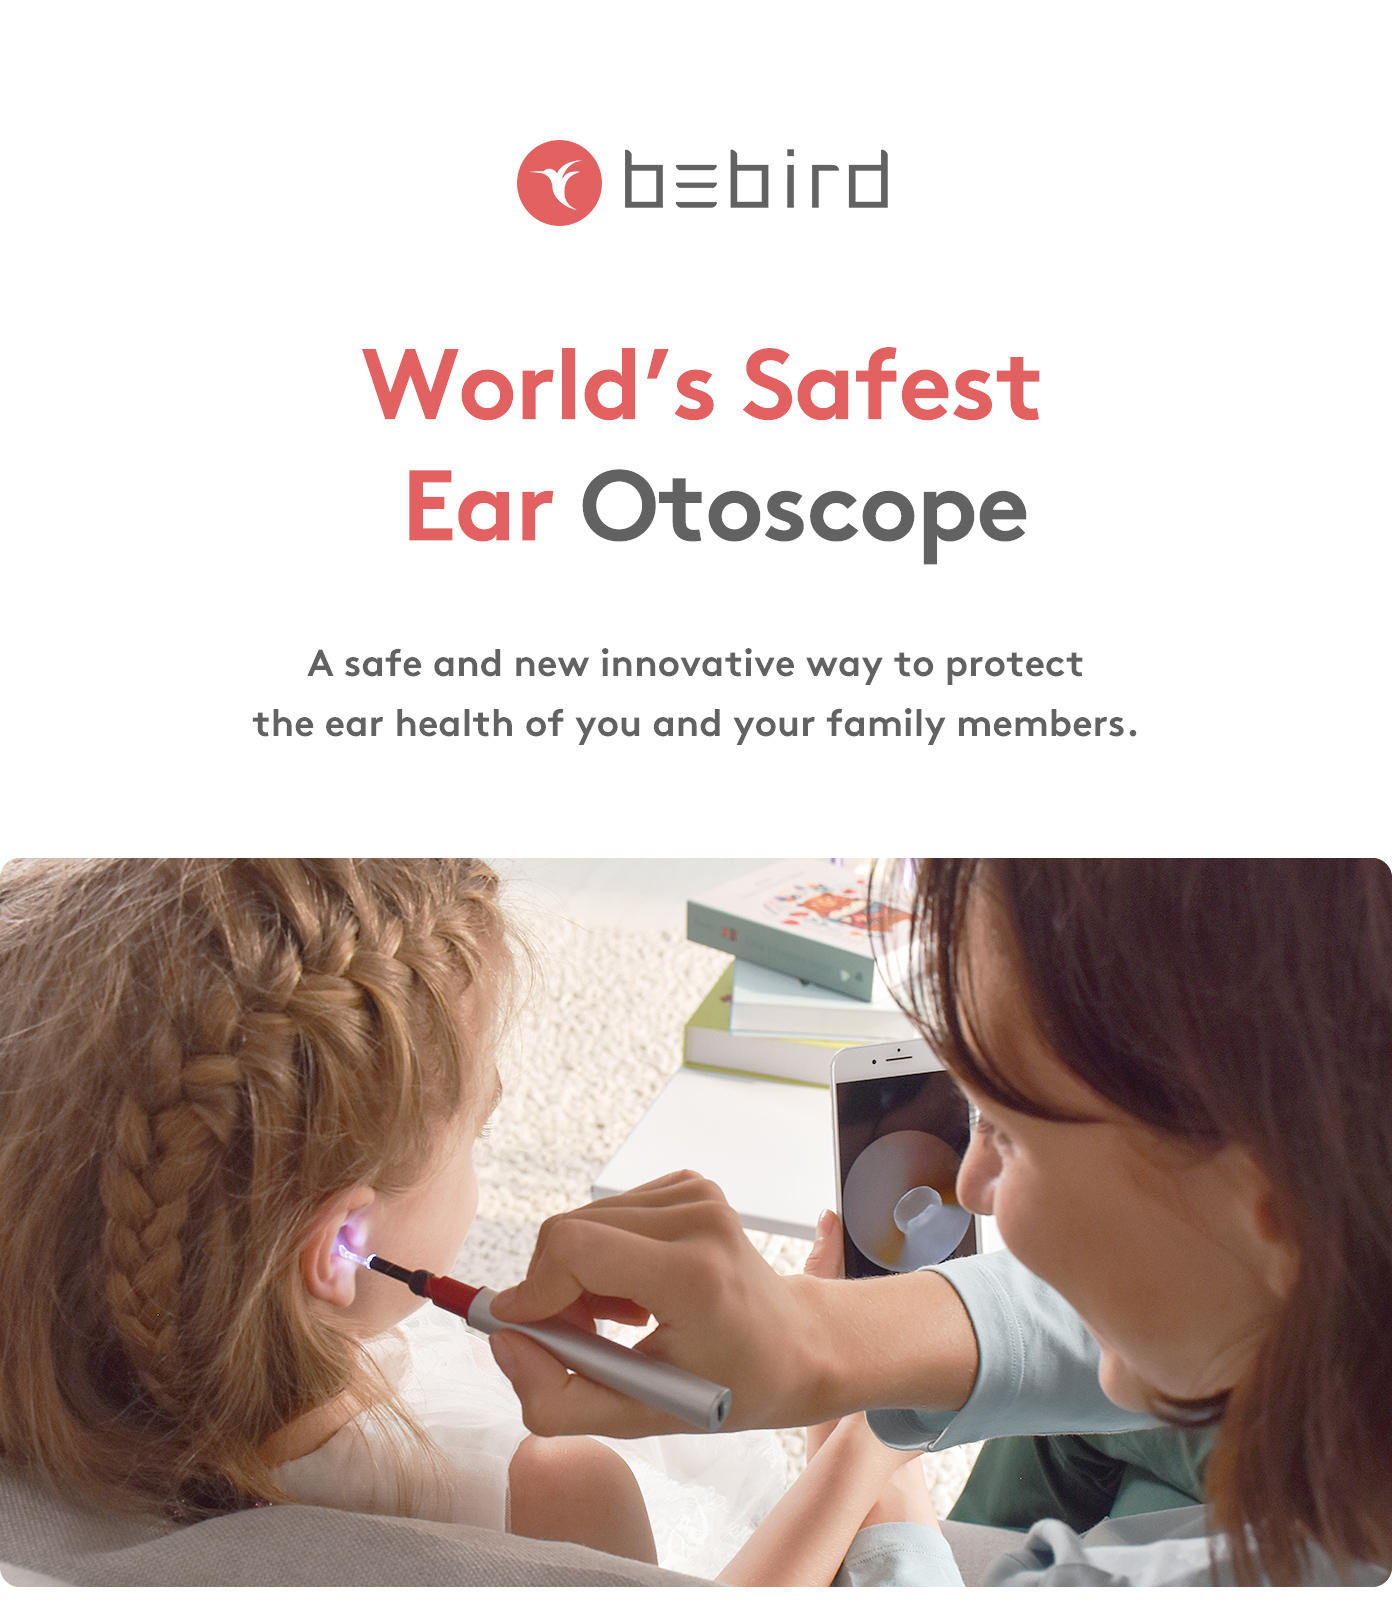 bebird
World’s Safest
Ear Otoscope
A safe and new innovative way to protect
the ear health of you and your family members.